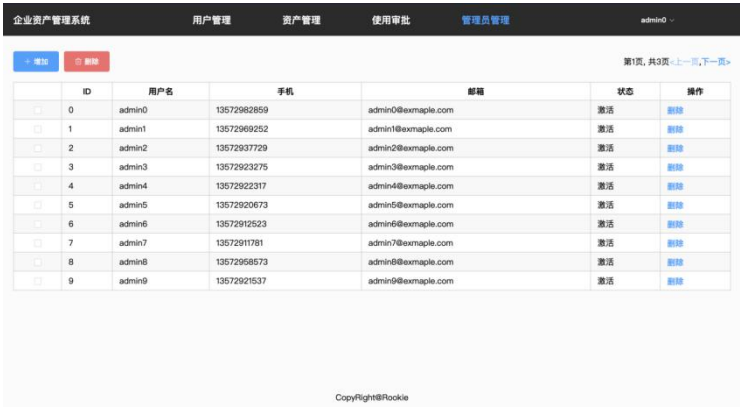 企业资产管理系统 用户管理 资产管理 使用审批 管理员管理 admin0
+ 增加 删除 第1页, 共3页<上一页,下一页>
ID 用户名 手机 邮箱 状态 操作
0 admin0 13572982859 admin0@exmaple.com 激活 删除
1 admin1 13572969252 admin1@exmaple.com 激活 删除
2 admin2 13572937729 admin2@exmaple.com 激活 删除
3 admin3 13572923275 admin3@exmaple.com 激活 删除
4 admin4 13572922317 admin4@exmaple.com 激活 删除
5 admin5 13572920673 admin5@exmaple.com 激活 删除
6 admin6 13572912523 admin6@exmaple.com 激活 删除
7 admin7 13572911781 admin7@exmaple.com 激活 删除
8 admin8 13572958573 admin8@exmaple.com 激活 删除
9 admin9 13572921537 admin9@exmaple.com 激活 删除
CopyRight@Rookie